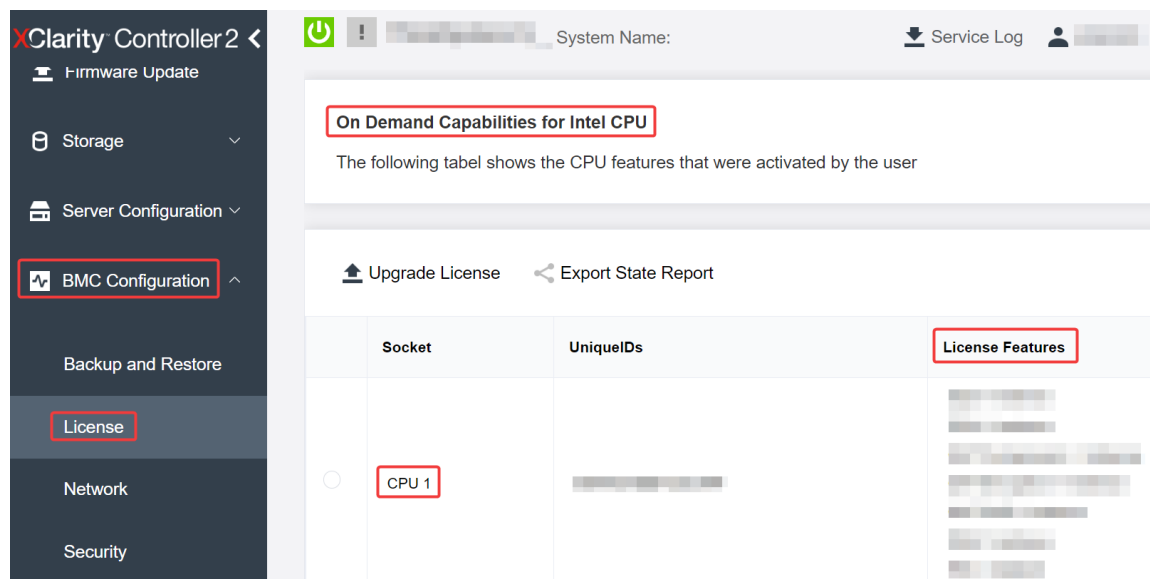 XClarity Controller 2
Firmware Update
Storage
Server Configuration
BMC Configuration
Backup and Restore
License
Network
Security
System Name:
Service Log
On Demand Capabilities for Intel CPU
The following tabel shows the CPU features that were activated by the user
Upgrade License
Export State Report
Socket
UniqueIDs
License Features
CPU 1